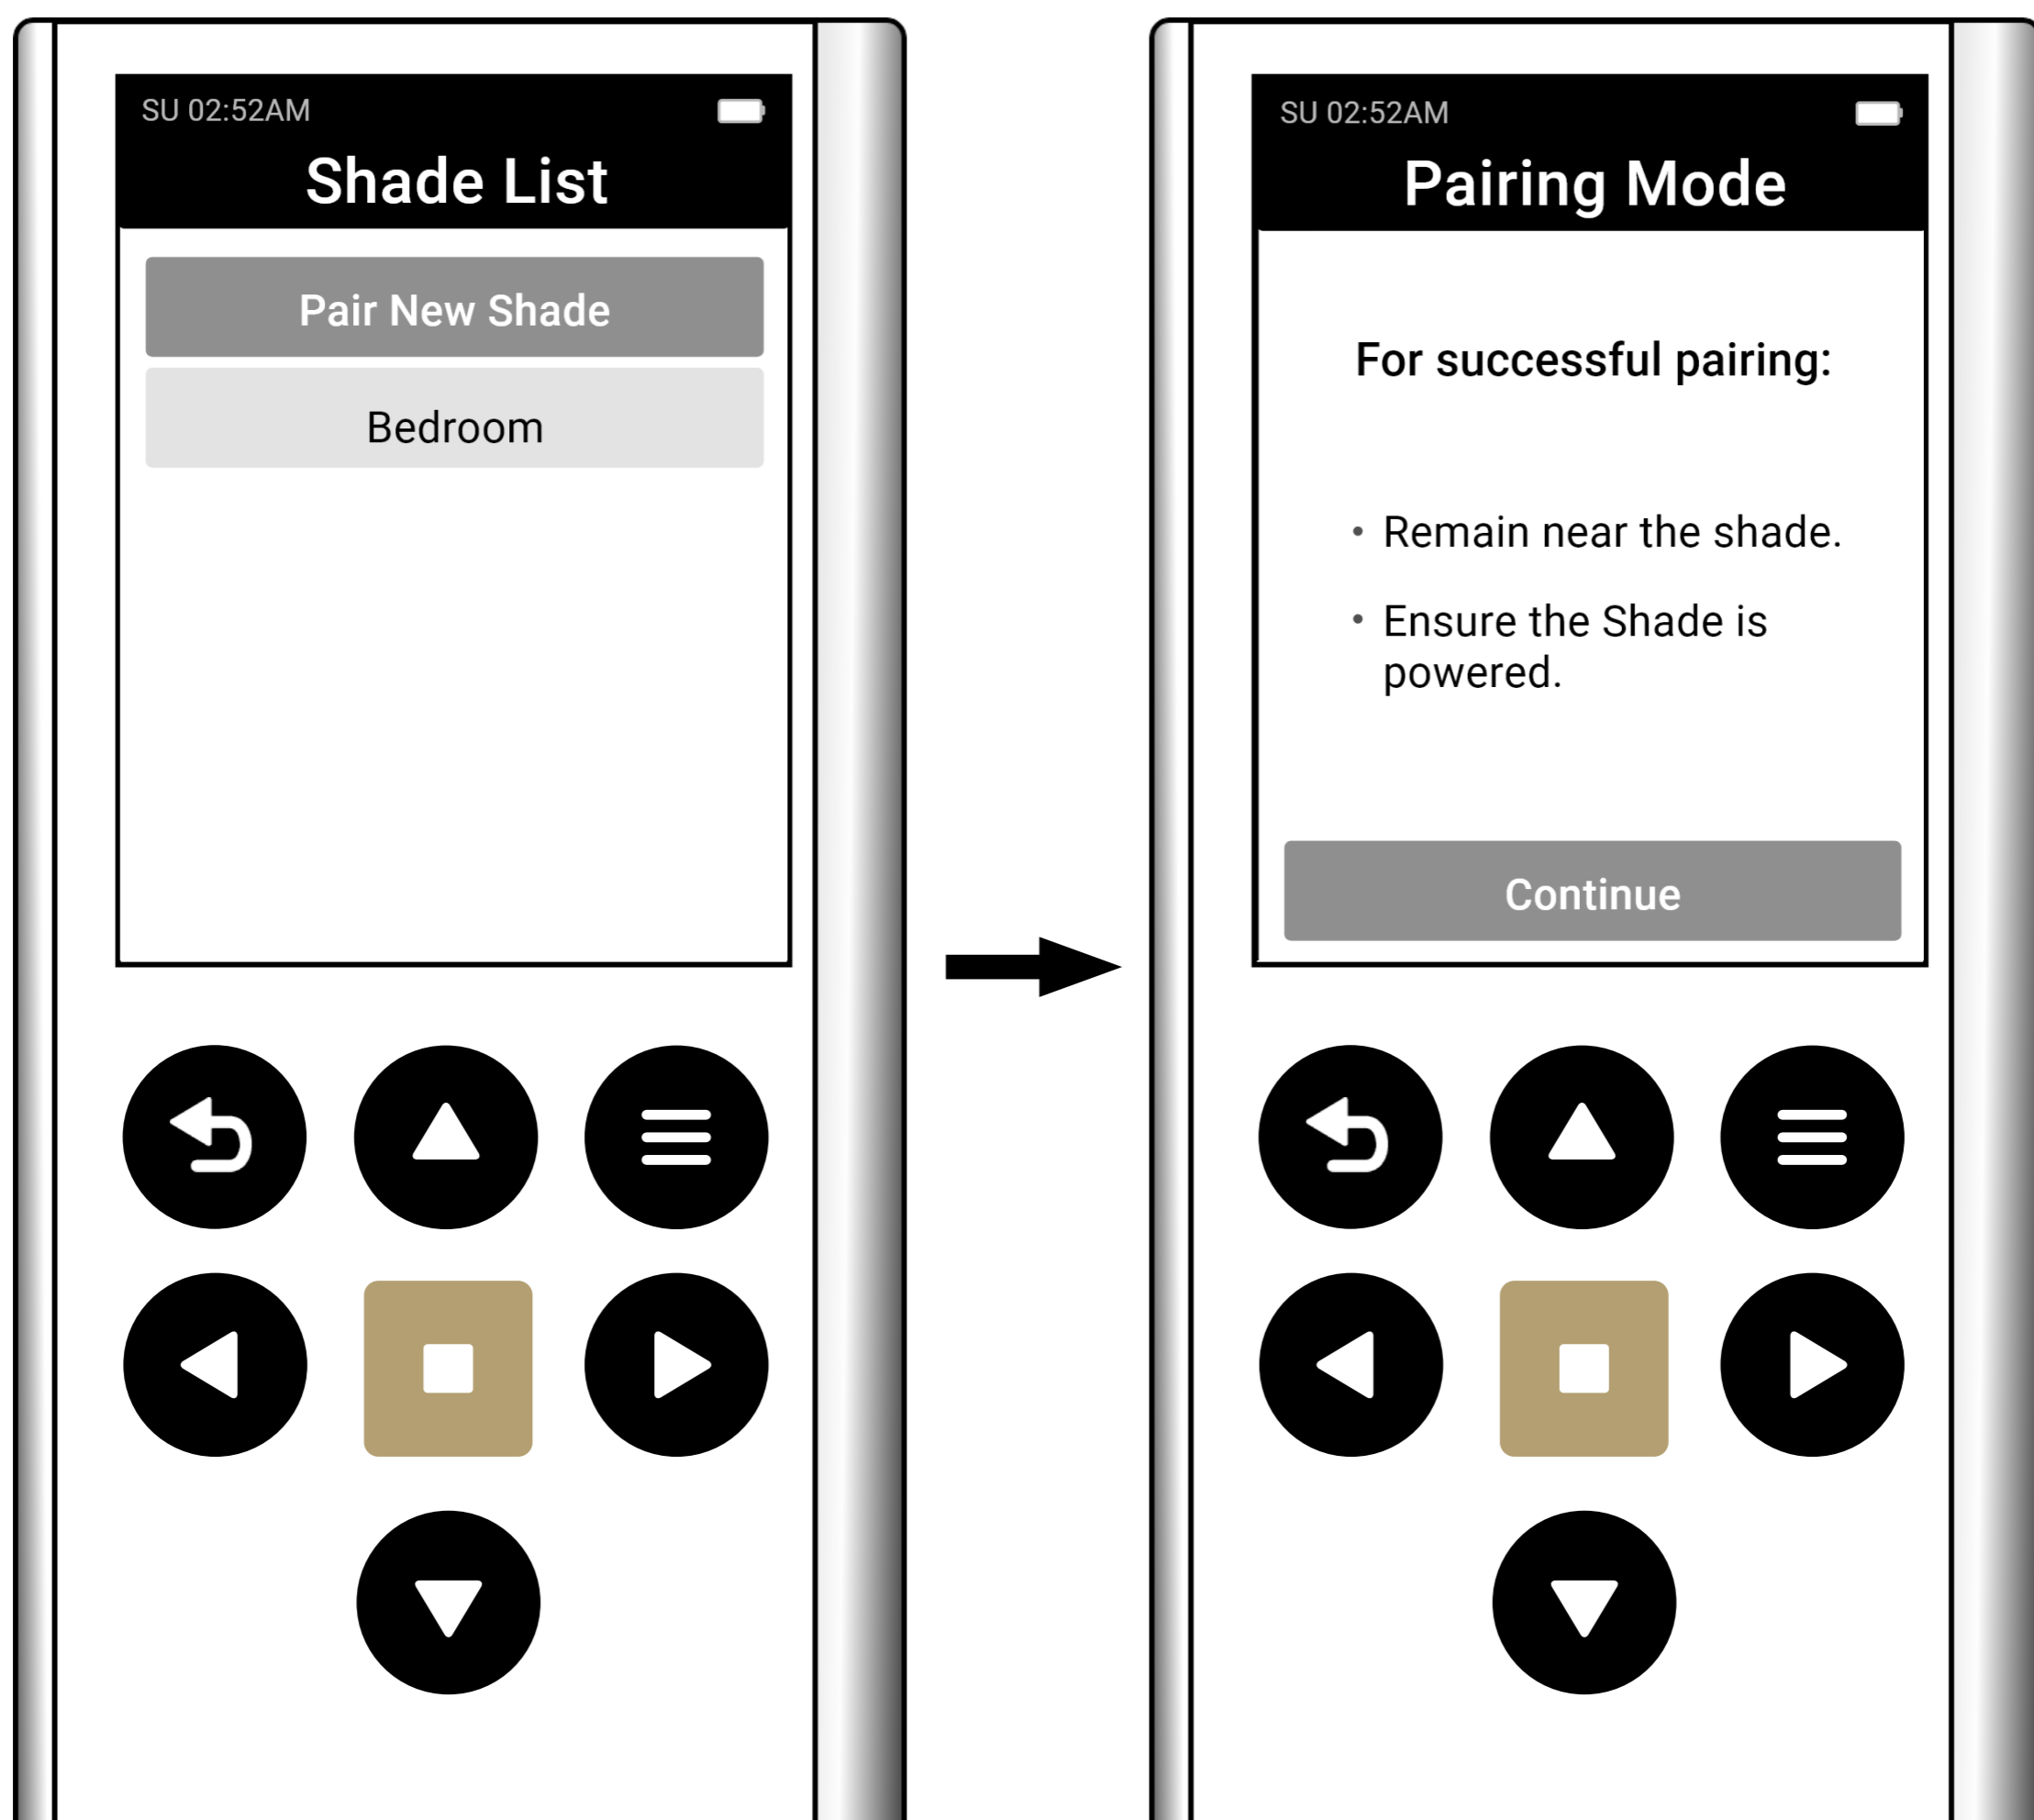 SU 02:52AM
Shade List
Pair New Shade
Bedroom
SU 02:52AM
Pairing Mode
For successful pairing:
• Remain near the shade.
• Ensure the Shade is
powered.
Continue